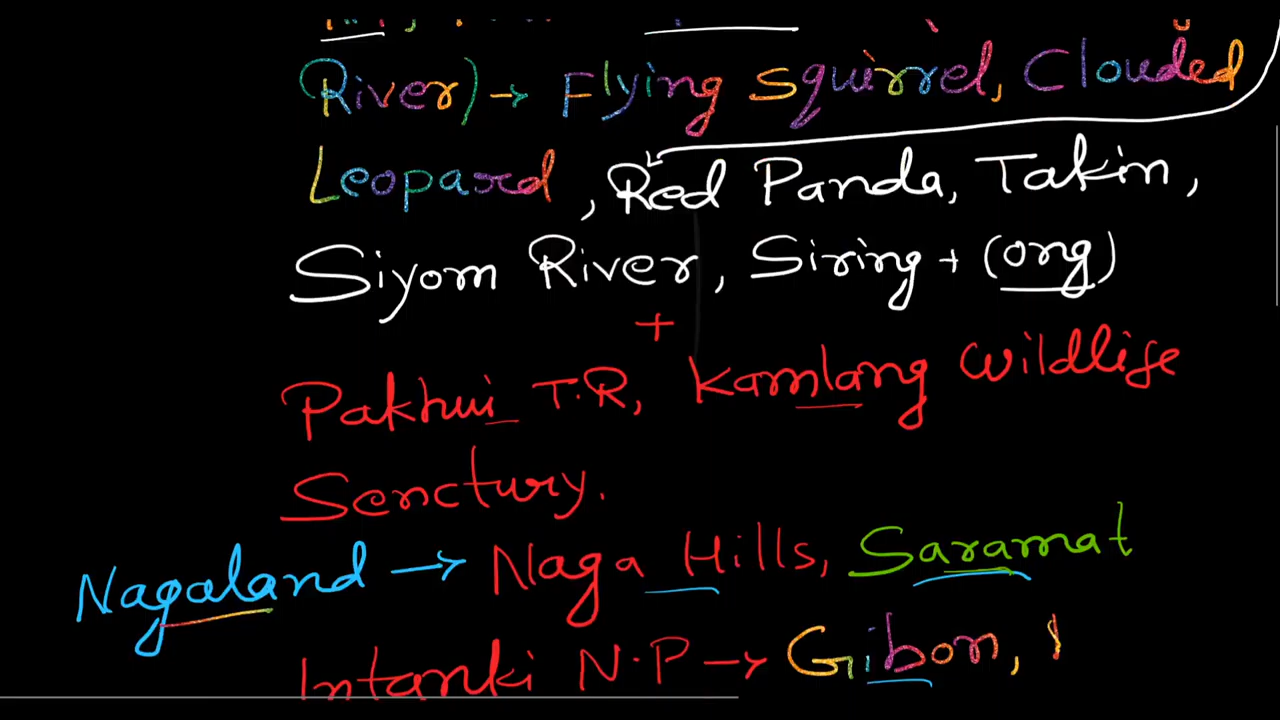 River) → Flying Squirrel, Clouded
Leopard, Red Panda, Takin,
Siyom River, Siring + (ong)
+
Pakhui T.R, Kamlang Wildlife
Senctury.
Nagaland → Naga Hills, Saramat
Intanki N.P → Gibon,